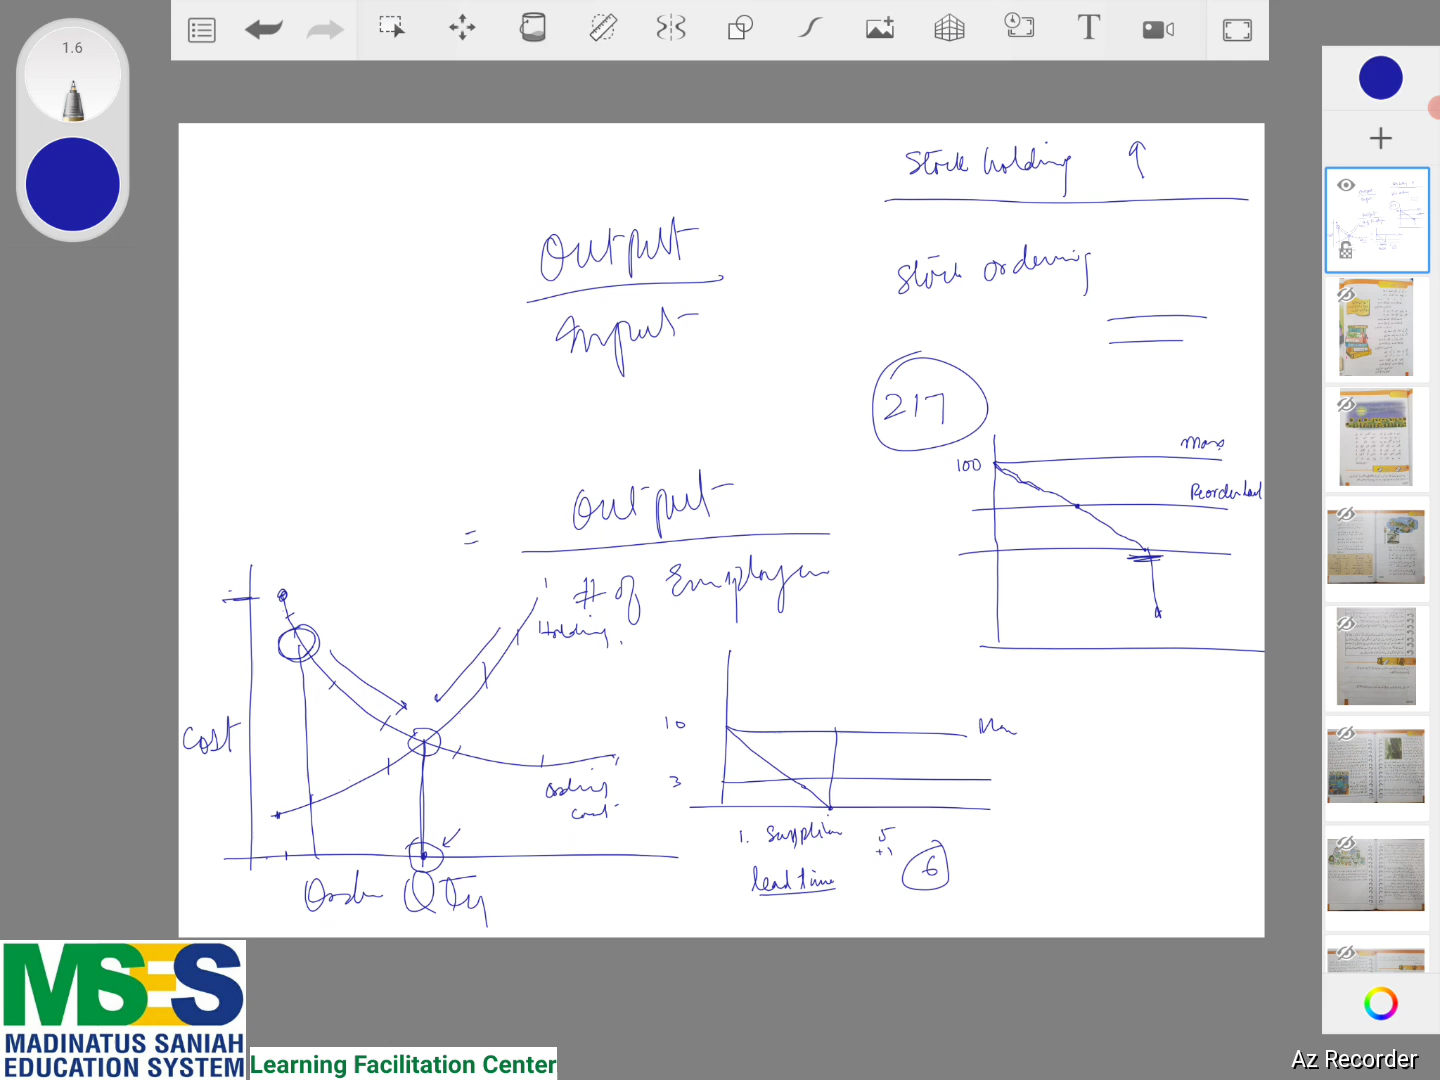 1.6
Stock holding ↑
Output
Input
Stock ordering
217
Max
100
Reorder Level
= Output
# of Employee
Holding
Cost
10
Max
3
Ordering
Cost
1. Supplier
lead time
5
+1
6
Order QTy
MSES
MADINATUS SANIAH
EDUCATION SYSTEM
Learning Facilitation Center
Az Recorder